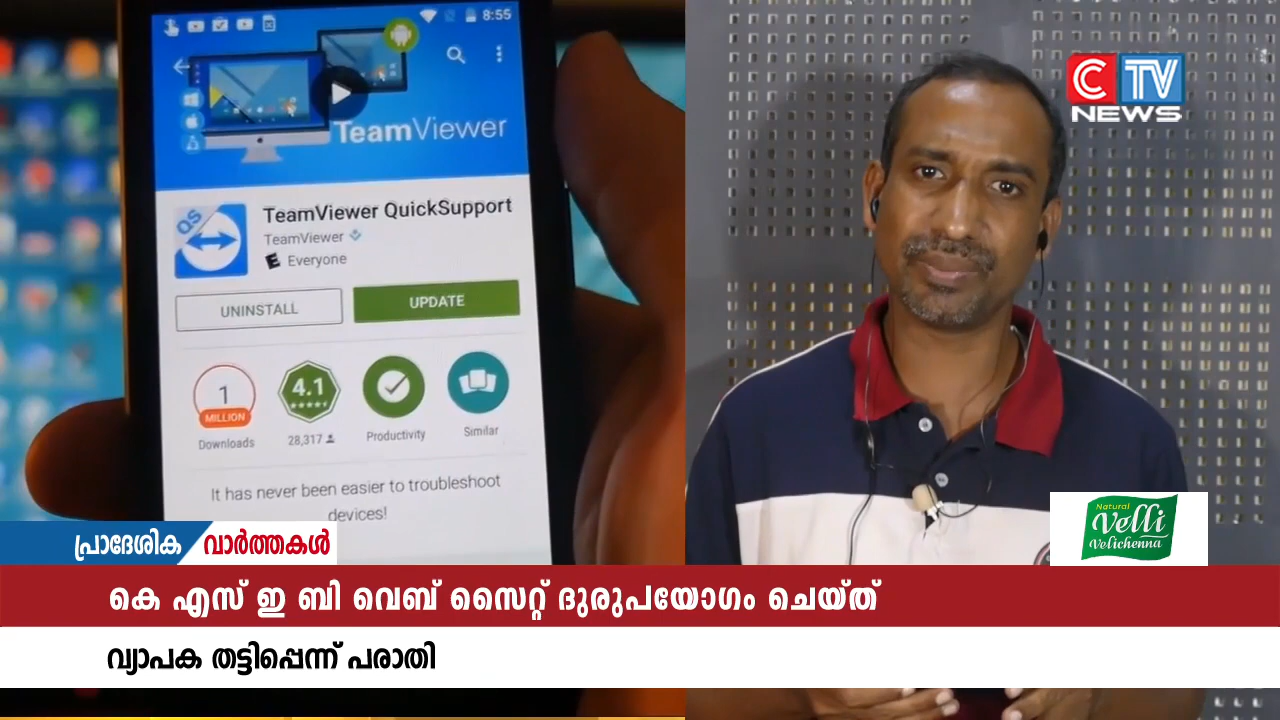 8:55
TeamViewer
QS
TeamViewer QuickSupport
TeamViewer
E Everyone
UNINSTALL
UPDATE
1
MILLION
Downloads
4.1
28,317
Productivity
Similar
It has never been easier to troubleshoot
devices!
CTV
NEWS
Natural
Velli
Velichenna
പ്രാദേശിക വാർത്തകൾ
കെ എസ് ഇ ബി വെബ് സൈറ്റ് ദുരുപയോഗം ചെയ്ത്
വ്യാപക തട്ടിപ്പെന്ന് പരാതി